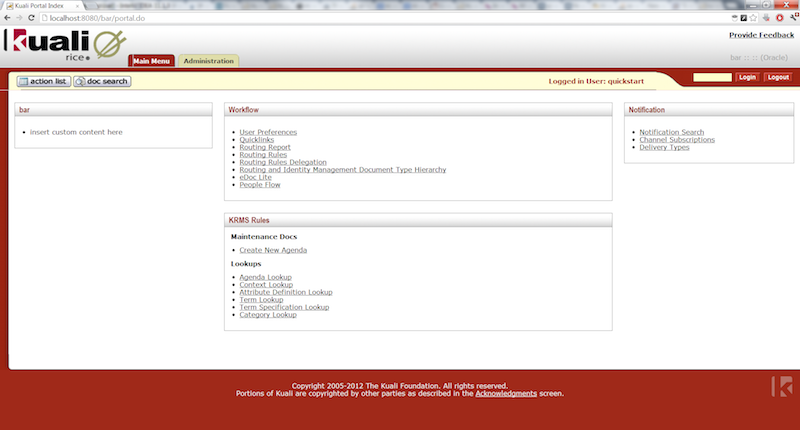 Kuali Portal Index
localhost:8080/bar/portal.do
Kuali
rice
Provide Feedback
Main Menu
Administration
bar :: :: (Oracle)
action list
doc search
Logged in User: quickstart
Login
Logout
bar
insert custom content here
Workflow
User Preferences
Quicklinks
Routing Report
Routing Rules
Routing Rules Delegation
Routing and Identity Management Document Type Hierarchy
eDoc Lite
People Flow
KRMS Rules
Maintenance Docs
Create New Agenda
Lookups
Agenda Lookup
Context Lookup
Attribute Definition Lookup
Term Lookup
Term Specification Lookup
Category Lookup
Notification
Notification Search
Channel Subscriptions
Delivery Types
Copyright 2005-2012 The Kuali Foundation. All rights reserved.
Portions of Kuali are copyrighted by other parties as described in the Acknowledgments screen.